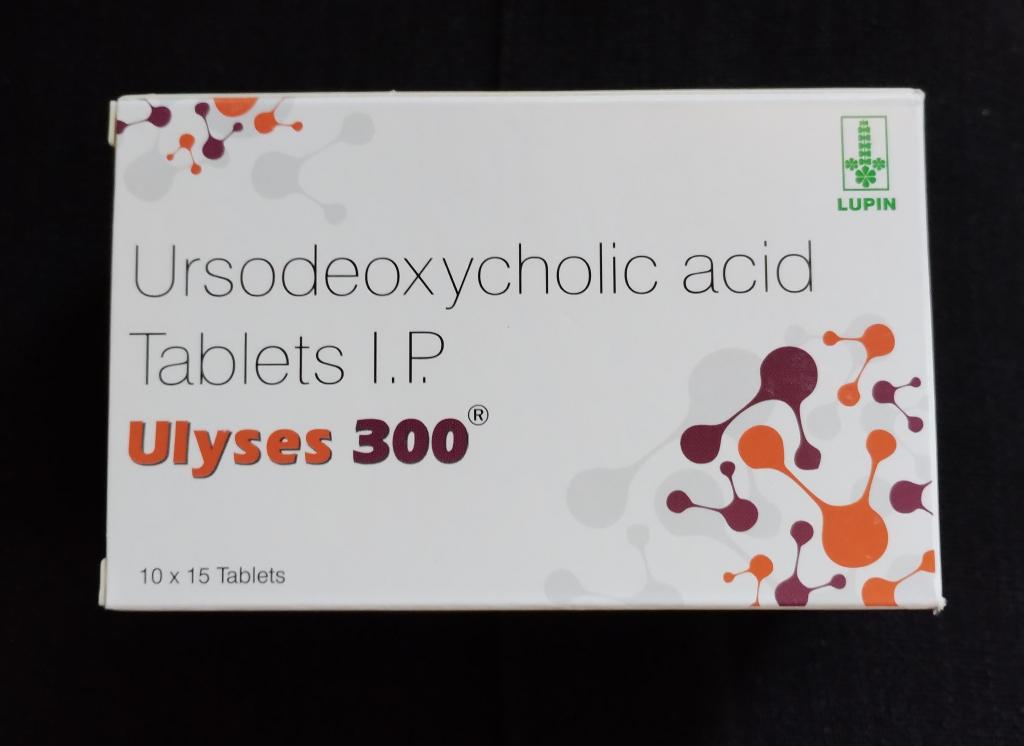 LUPIN
Ursodeoxycholic acid
Tablets I.P.
Ulyses 300®
10 x 15 Tablets